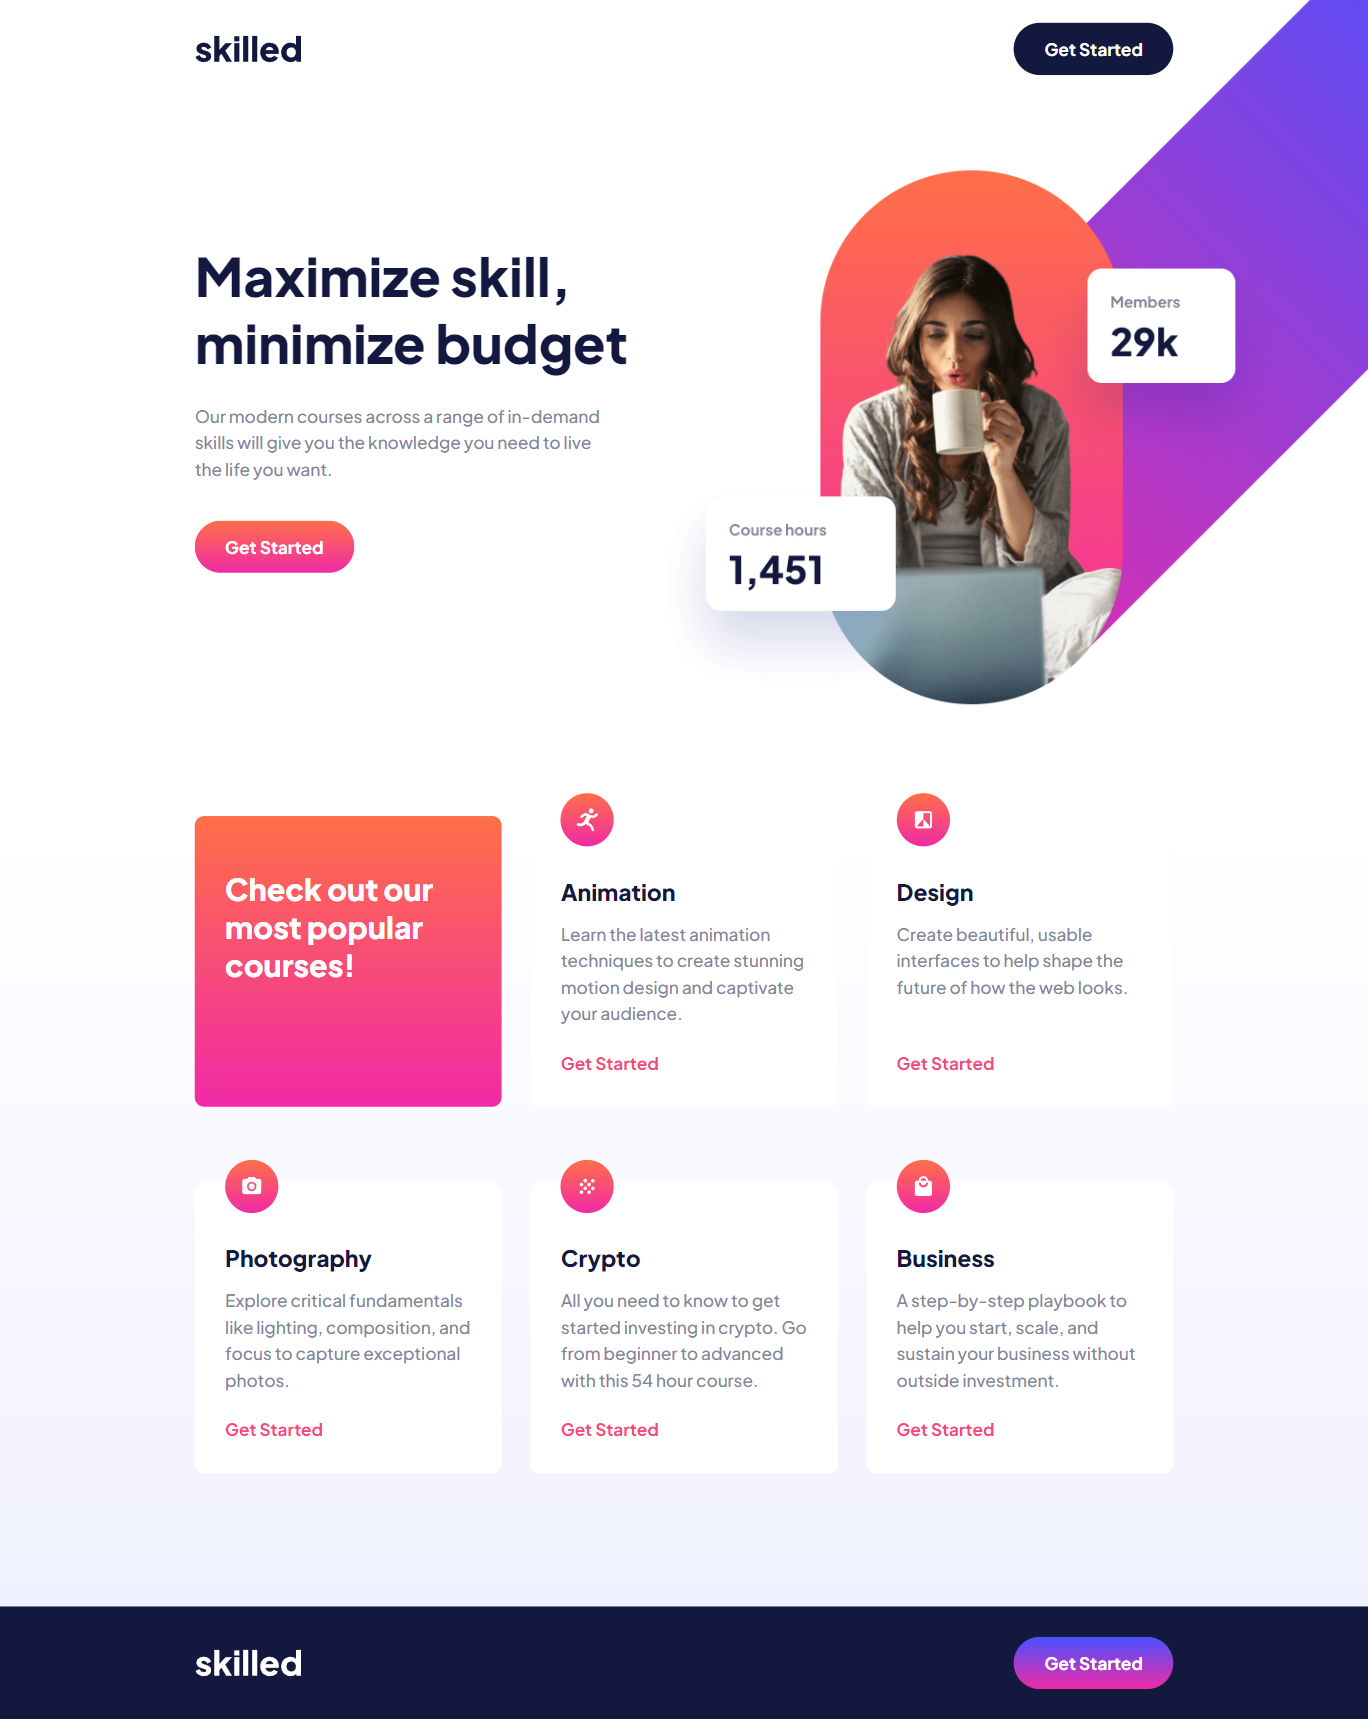 skilled
Get Started
Maximize skill,
minimize budget
Our modern courses across a range of in-demand
skills will give you the knowledge you need to live
the life you want.
Get Started
Members
29k
Course hours
1,451
Check out our
most popular
courses!
Animation
Learn the latest animation
techniques to create stunning
motion design and captivate
your audience.
Get Started
Design
Create beautiful, usable
interfaces to help shape the
future of how the web looks.
Get Started
Photography
Explore critical fundamentals
like lighting, composition, and
focus to capture exceptional
photos.
Get Started
Crypto
All you need to know to get
started investing in crypto. Go
from beginner to advanced
with this 54 hour course.
Get Started
Business
A step-by-step playbook to
help you start, scale, and
sustain your business without
outside investment.
Get Started
skilled
Get Started